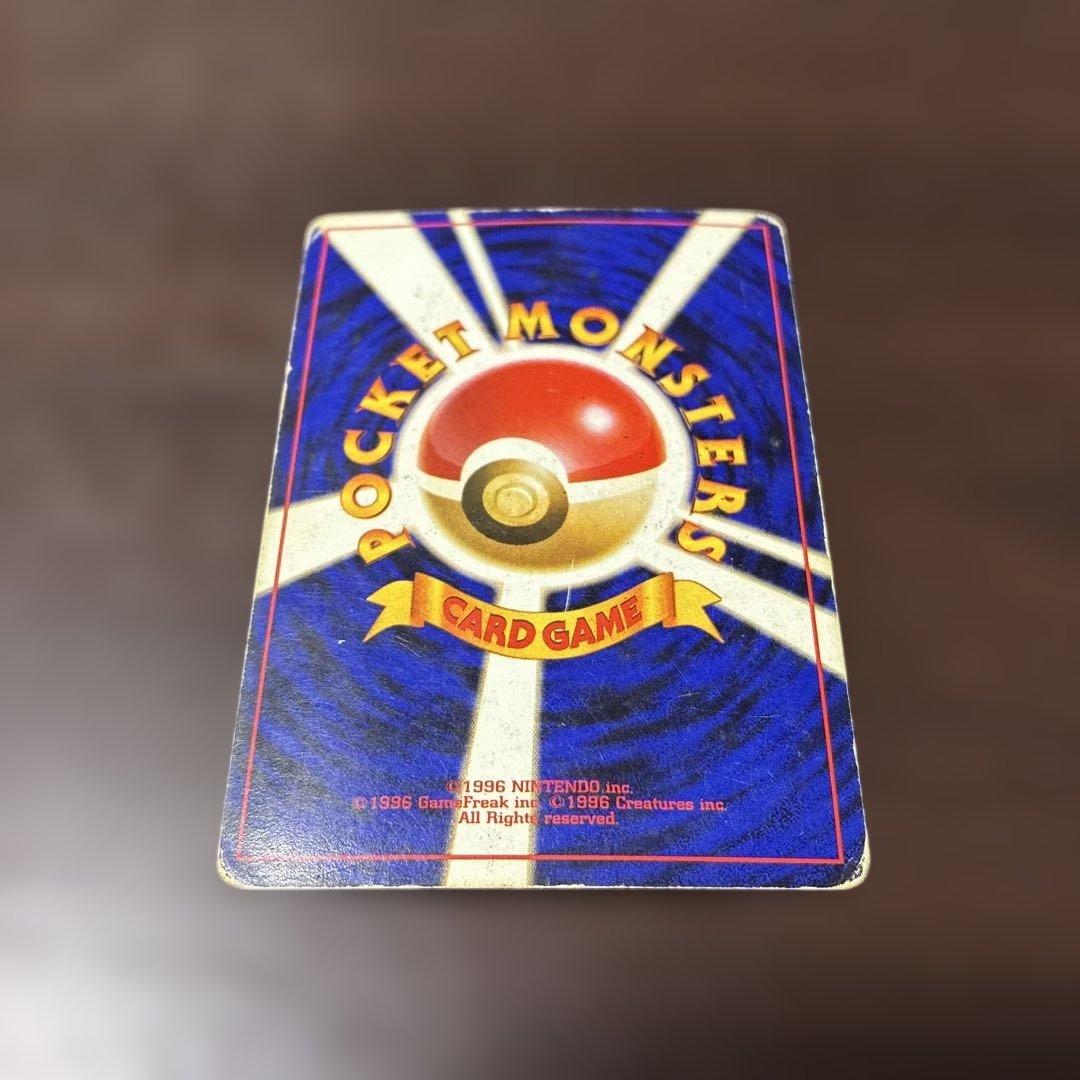 POCKET MONSTERS
CARD GAME
©1996 NINTENDO inc.
©1996 GameFreak inc. ©1996 Creatures inc.
All Rights reserved.